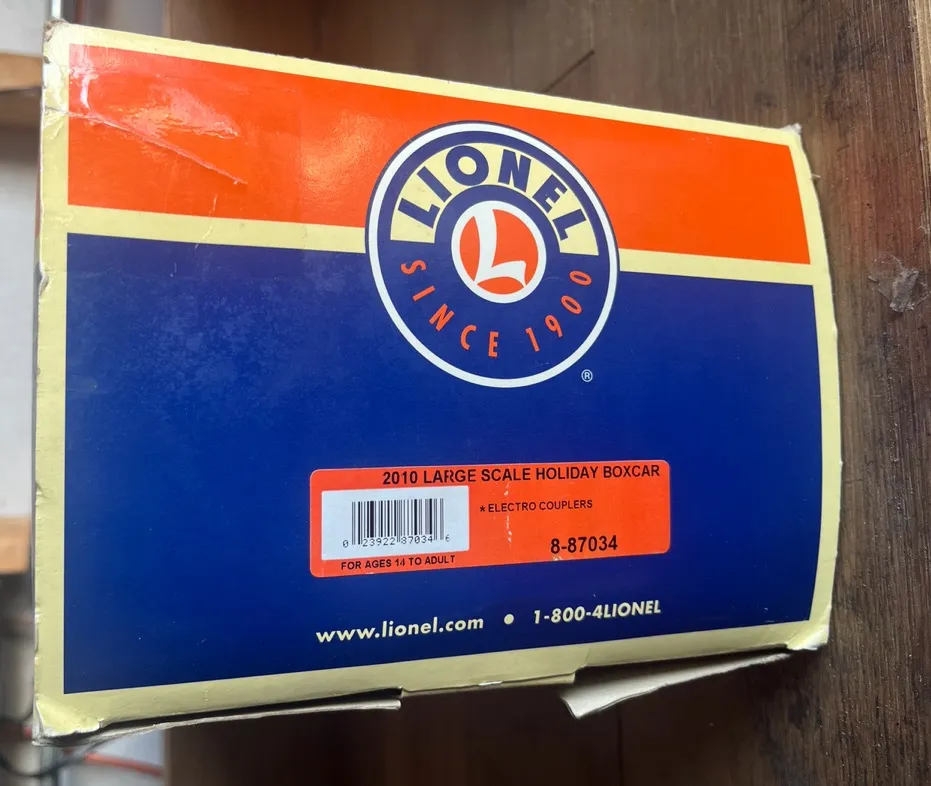 LIONEL
L
SINCE 1900
®
2010 LARGE SCALE HOLIDAY BOXCAR
* ELECTRO COUPLERS
0 23922 87034 6
8-87034
FOR AGES 14 TO ADULT
www.lionel.com • 1-800-4LIONEL